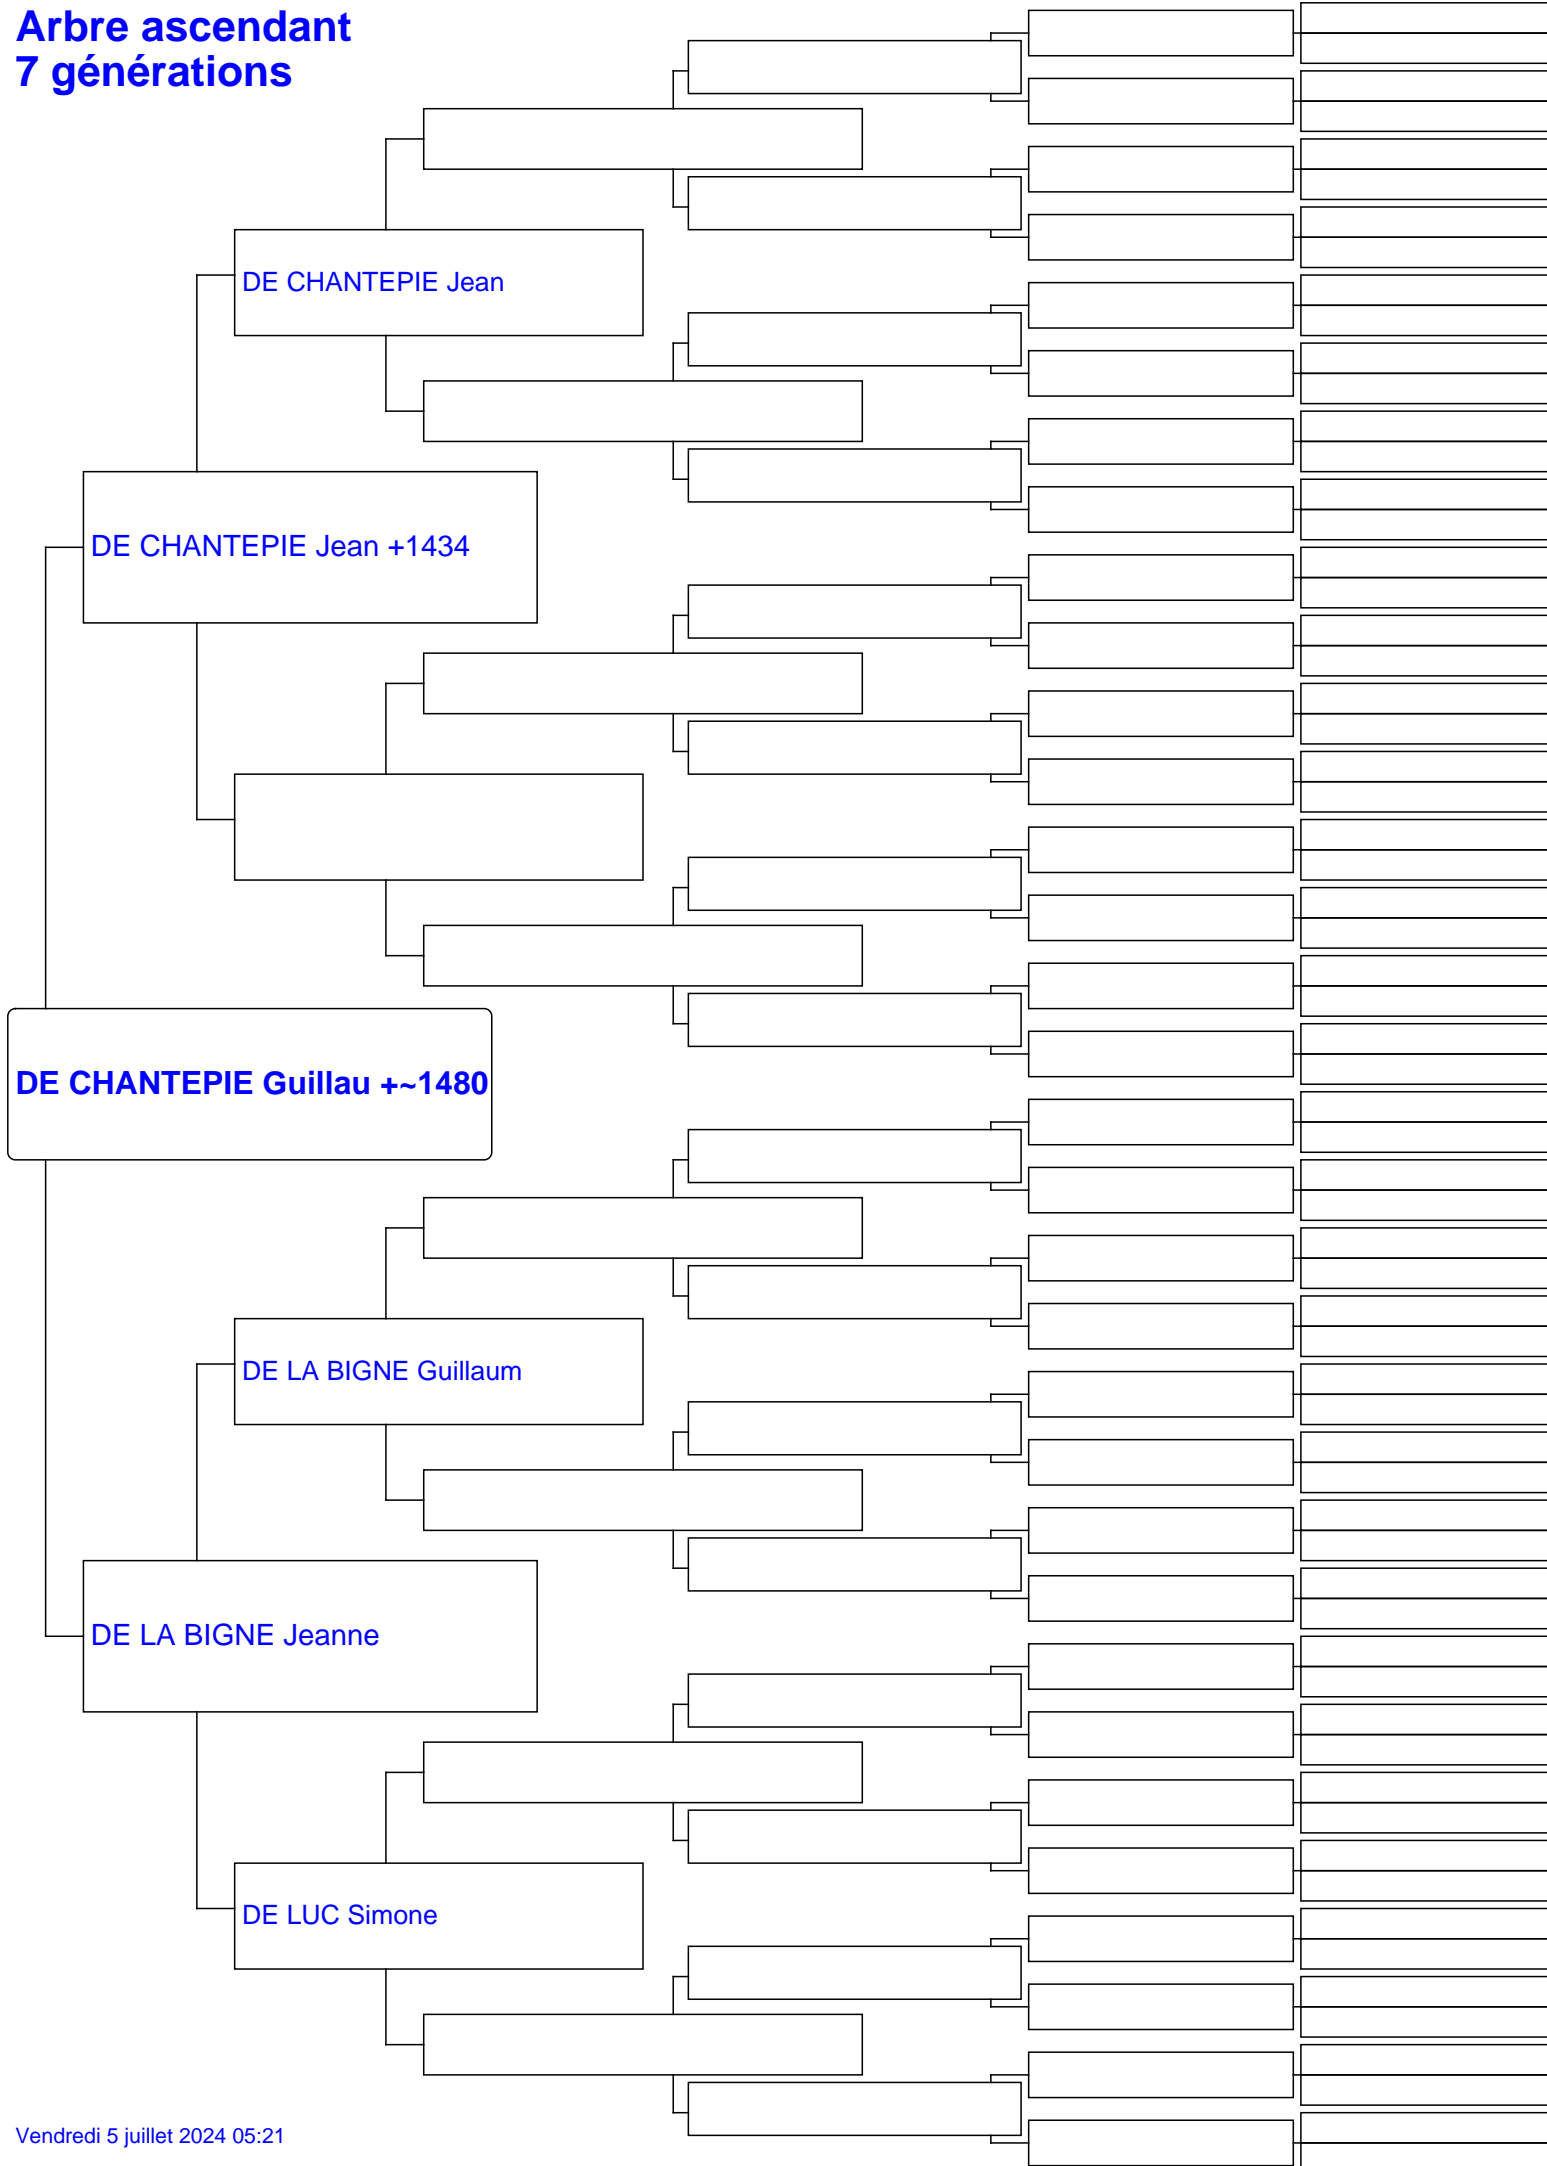 Arbre ascendant
7 générations
DE CHANTEPIE Jean
DE CHANTEPIE Jean +1434
DE CHANTEPIE Guillau +~1480
DE LA BIGNE Guillaum
DE LA BIGNE Jeanne
DE LUC Simone
Vendredi 5 juillet 2024 05:21